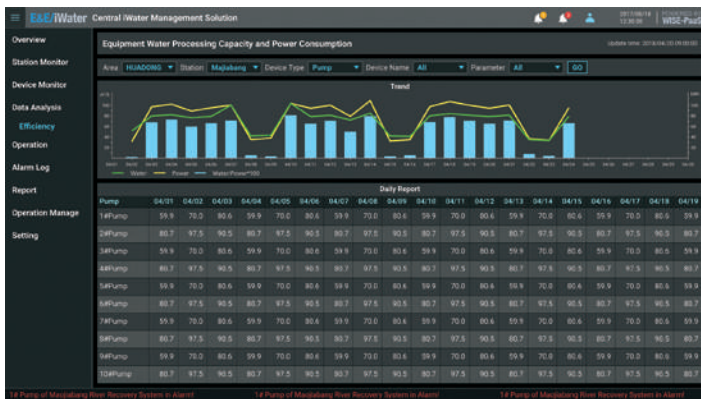 E&E/iWater Central iWater Management Solution
WISE-PaaS
Overview
Station Monitor
Device Monitor
Data Analysis
Efficiency
Operation
Alarm Log
Report
Operation Manage
Setting
Equipment Water Processing Capacity and Power Consumption
Area HUADONG Station Majiabang Device Type Pump Device Name All Parameter All GO
Trend
Water Power Water/Power*100
Daily Report
Pump 04/01 04/02 04/03 04/04 04/05 04/06 04/07 04/08 04/09 04/10 04/11 04/12 04/13 04/14 04/15 04/16 04/17 04/18 04/19
1#Pump 59.9 70.0 80.6 59.9 70.0 80.6 59.9 70.0 80.6 59.9 70.0 80.6 59.9 70.0 80.6 59.9 70.0 80.6 59.9
2#Pump 80.7 97.5 90.5 80.7 97.5 90.5 80.7 97.5 90.5 80.7 97.5 90.5 80.7 97.5 90.5 80.7 97.5 90.5 80.7
3#Pump 59.9 70.0 80.6 59.9 70.0 80.6 59.9 70.0 80.6 59.9 70.0 80.6 59.9 70.0 80.6 59.9 70.0 80.6 59.9
4#Pump 80.7 97.5 90.5 80.7 97.5 90.5 80.7 97.5 90.5 80.7 97.5 90.5 80.7 97.5 90.5 80.7 97.5 90.5 80.7
5#Pump 59.9 70.0 80.6 59.9 70.0 80.6 59.9 70.0 80.6 59.9 70.0 80.6 59.9 70.0 80.6 59.9 70.0 80.6 59.9
6#Pump 80.7 97.5 90.5 80.7 97.5 90.5 80.7 97.5 90.5 80.7 97.5 90.5 80.7 97.5 90.5 80.7 97.5 90.5 80.7
7#Pump 59.9 70.0 80.6 59.9 70.0 80.6 59.9 70.0 80.6 59.9 70.0 80.6 59.9 70.0 80.6 59.9 70.0 80.6 59.9
8#Pump 80.7 97.5 90.5 80.7 97.5 90.5 80.7 97.5 90.5 80.7 97.5 90.5 80.7 97.5 90.5 80.7 97.5 90.5 80.7
9#Pump 59.9 70.0 80.6 59.9 70.0 80.6 59.9 70.0 80.6 59.9 70.0 80.6 59.9 70.0 80.6 59.9 70.0 80.6 59.9
10#Pump 80.7 97.5 90.5 80.7 97.5 90.5 80.7 97.5 90.5 80.7 97.5 90.5 80.7 97.5 90.5 80.7 97.5 90.5 80.7
1# Pump of Maojiabang River Recovery System in Alarm! 1# Pump of Maojiabang River Recovery System in Alarm! 1# Pump of Maojiabang River Recovery System in Alarm!